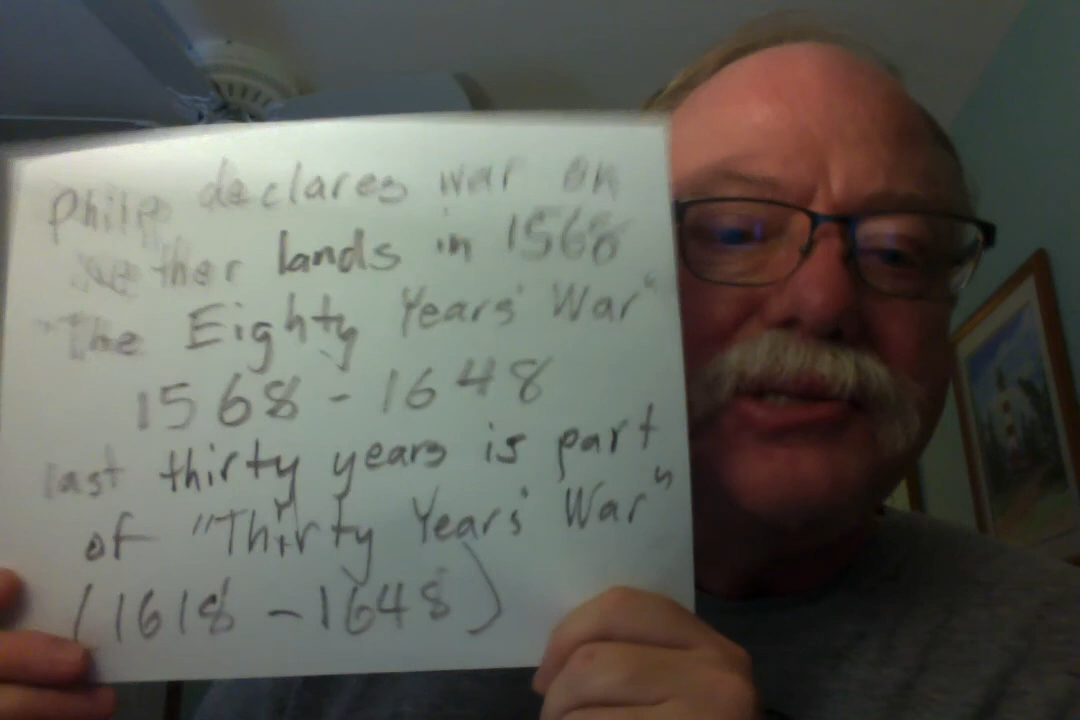 Philip declares war on
Netherlands in 1568
"The Eighty Years' War"
1568 - 1648
last thirty years is part
of "Thirty Years' War"
(1618 - 1648)